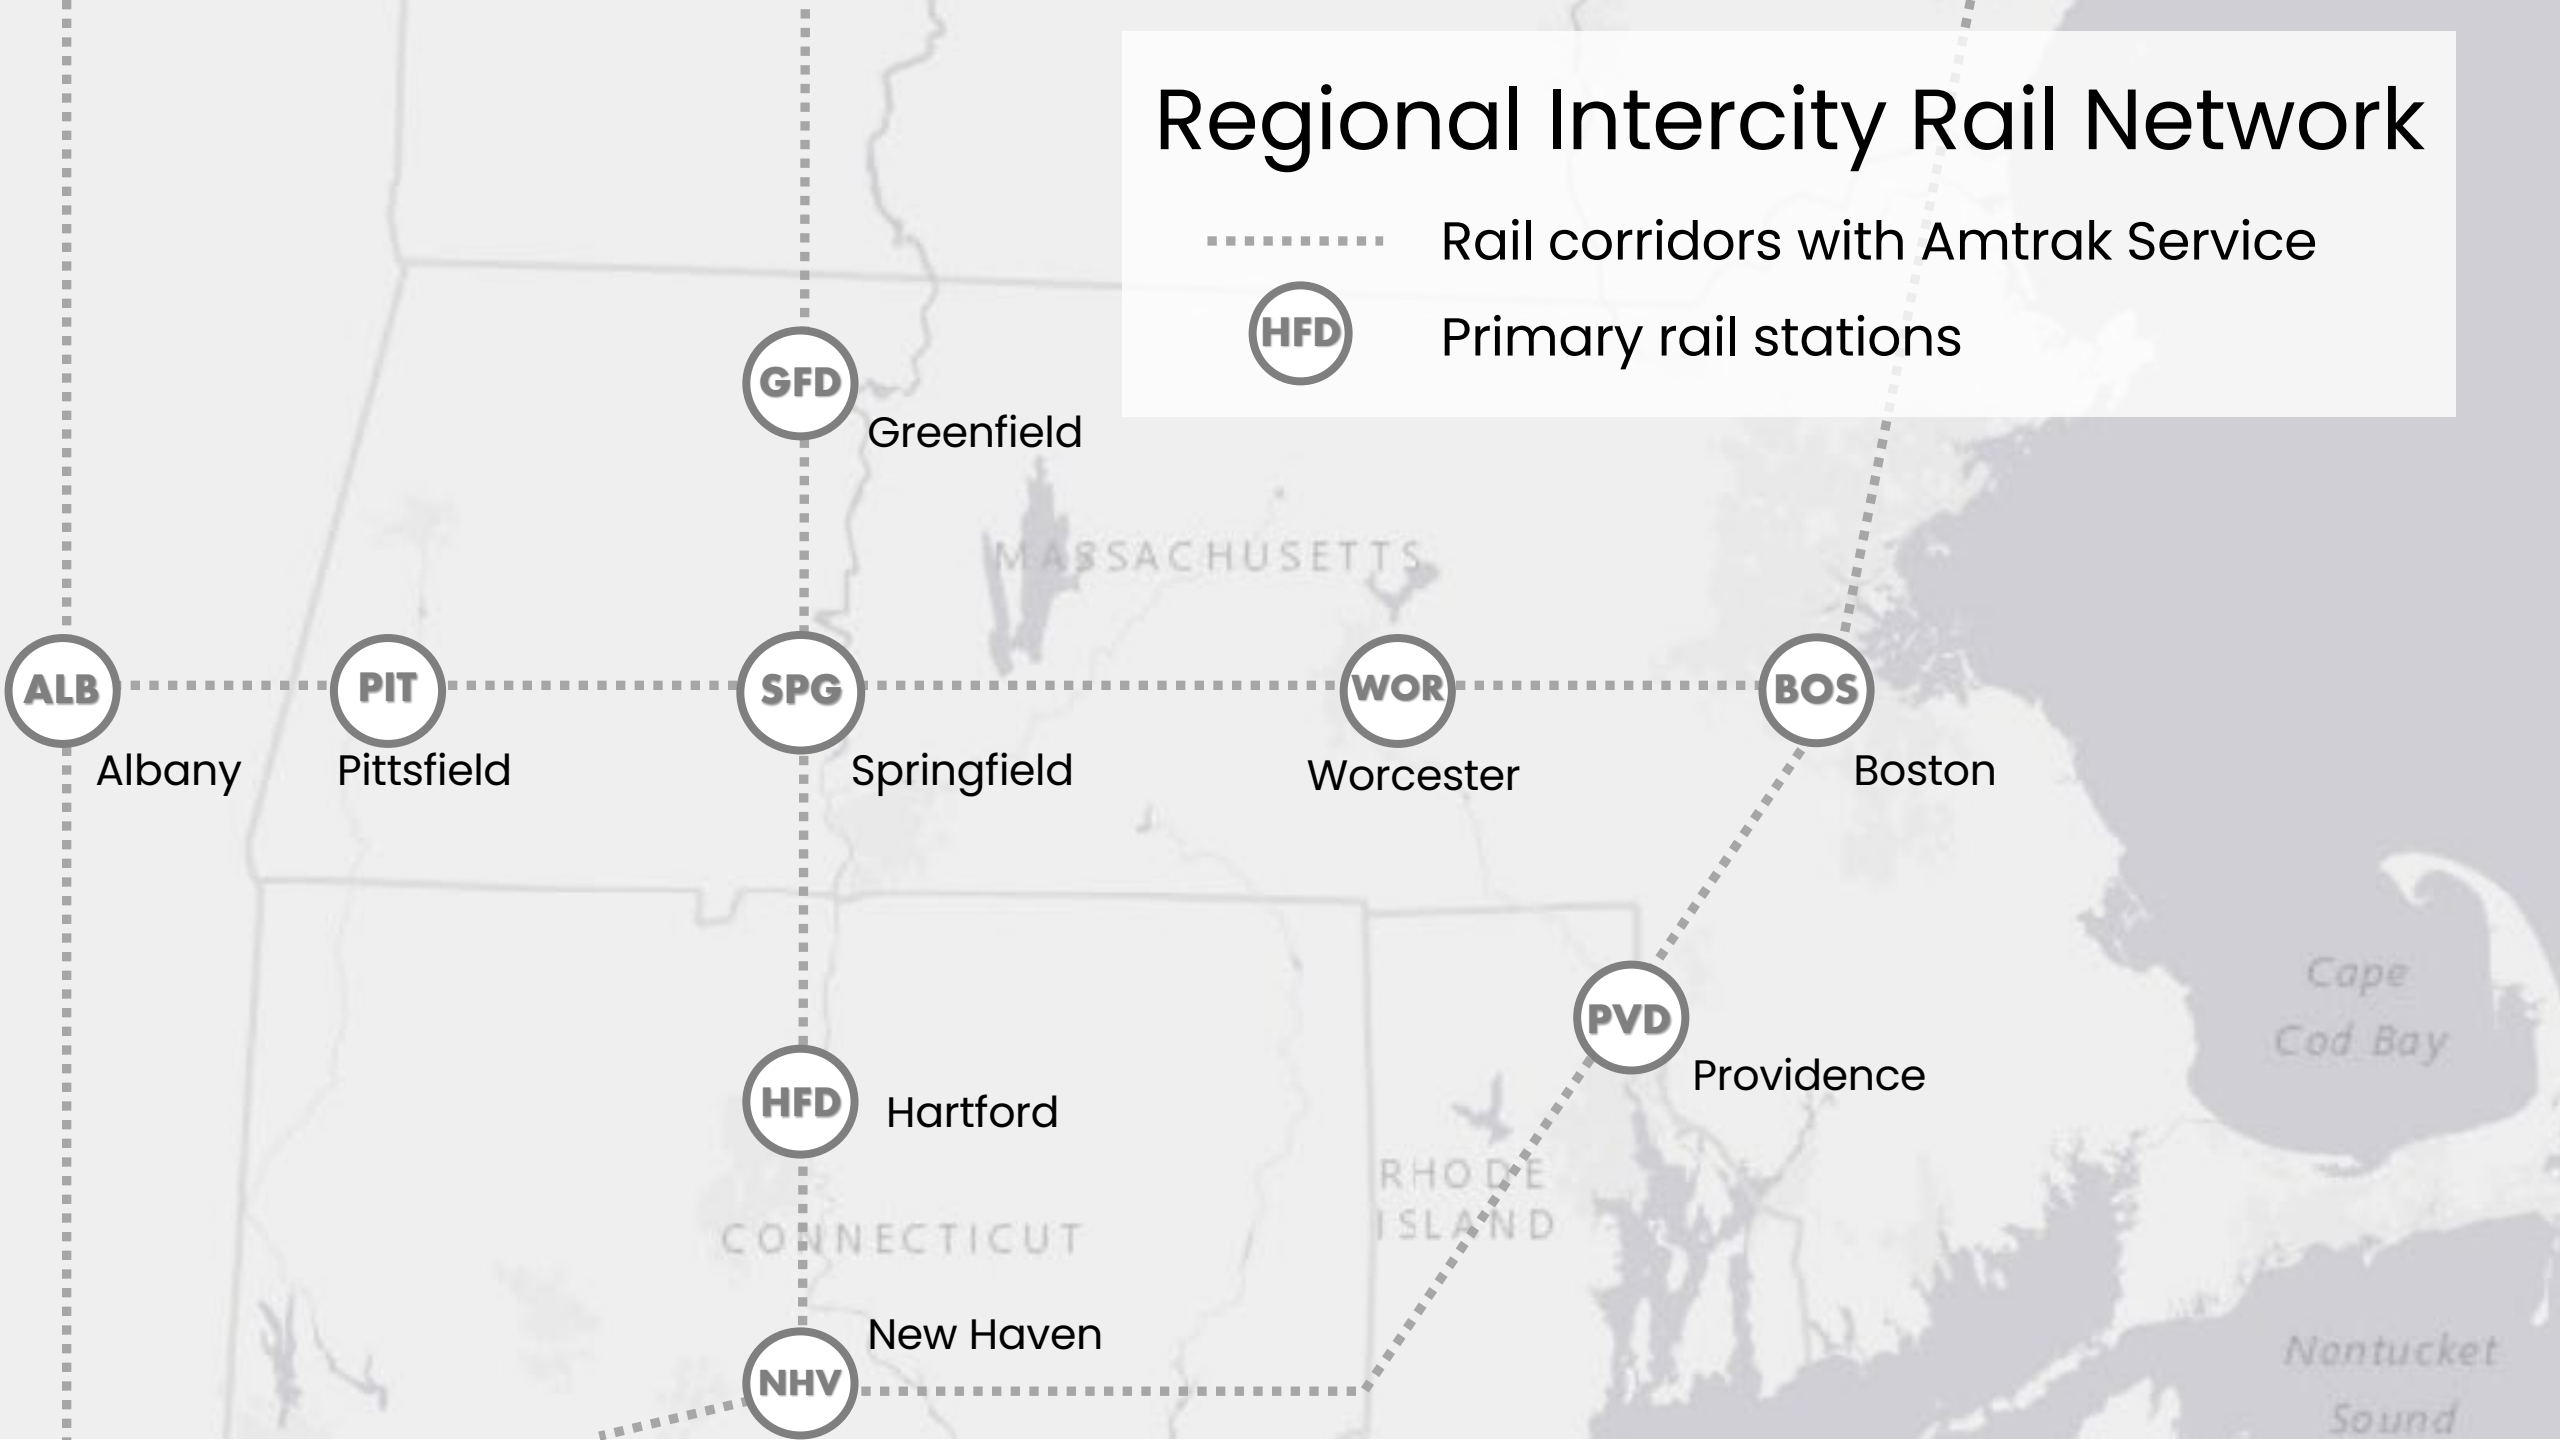 Regional Intercity Rail Network
Rail corridors with Amtrak Service
HFD
Primary rail stations
GFD
Greenfield
MASSACHUSETTS
ALB
PIT
SPG
WOR
BOS
Albany
Pittsfield
Springfield
Worcester
Boston
Cape
Cod Bay
PVD
Providence
HFD
Hartford
RHODE
ISLAND
CONNECTICUT
New Haven
NHV
Nantucket
Sound